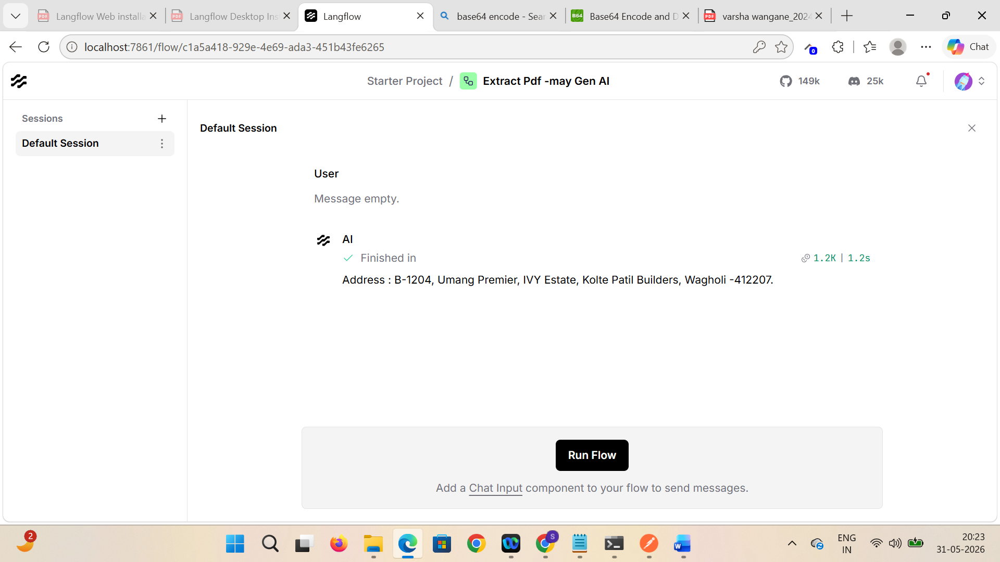 Langflow Web installa
Langflow Desktop Ins
Langflow
base64 encode - Sear
B64
Base64 Encode and D
varsha wangane_2024
localhost:7861/flow/c1a5a418-929e-4e69-ada3-451b43fe6265
0
Chat
Starter Project / Extract Pdf -may Gen AI
149k
25k
Sessions
Default Session
Default Session
User
Message empty.
AI
Finished in
1.2K | 1.2s
Address : B-1204, Umang Premier, IVY Estate, Kolte Patil Builders, Wagholi -412207.
Run Flow
Add a Chat Input component to your flow to send messages.
2
S
W
ENG
IN
20:23
31-05-2026